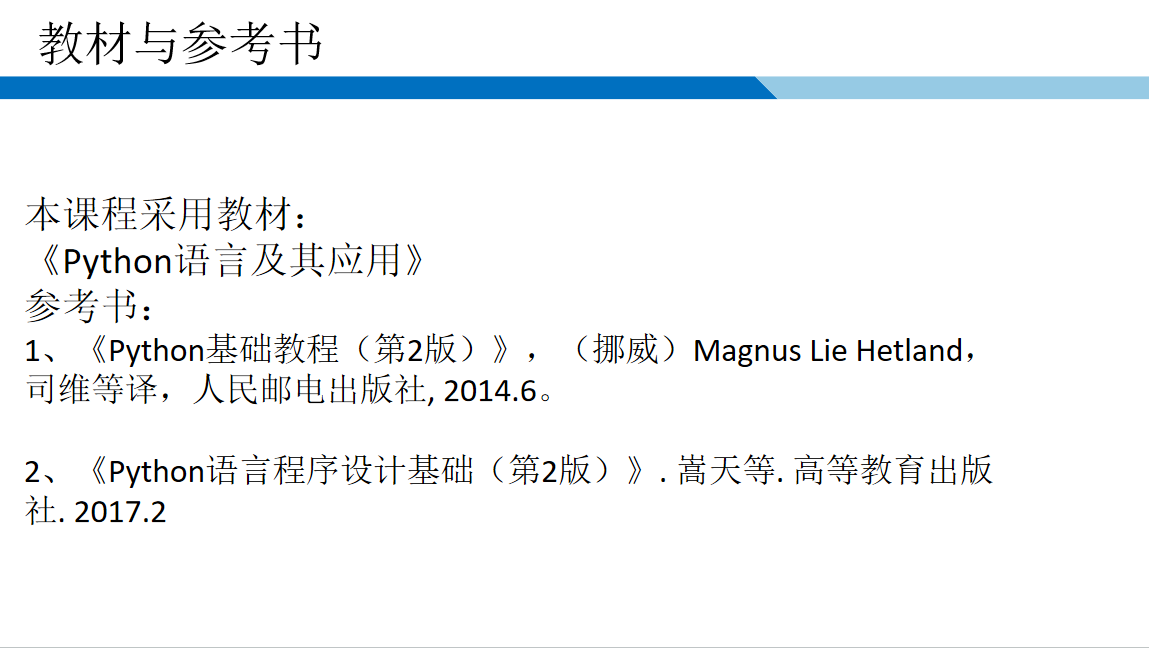 教材与参考书
本课程采用教材：
《Python语言及其应用》
参考书：
1、《Python基础教程（第2版）》，（挪威）Magnus Lie Hetland，
司维等译，人民邮电出版社, 2014.6。
2、《Python语言程序设计基础（第2版）》. 嵩天等. 高等教育出版
社. 2017.2